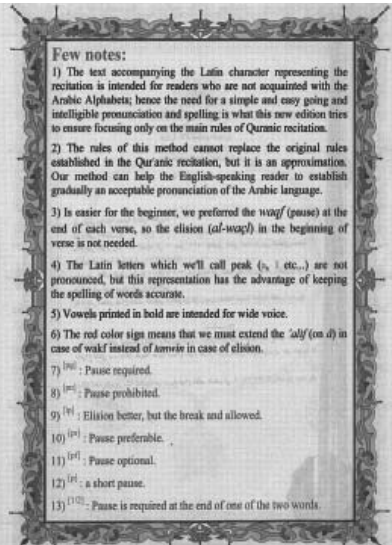 Few notes:
1) The text accompanying the Latin character representing the
recitation is intended for readers who are not acquainted with the
Arabic Alphabets; hence the need for a simple and easy going and
intelligible pronunciation and spelling is what this new edition tries
to ensure focusing only on the main rules of Quranic recitation.
2) The rules of this method cannot replace the original rules
established in the Qur'anic recitation, but it is an approximation.
Our method can help the English-speaking reader to establish
gradually an acceptable pronunciation of the Arabic language.
3) Is easier for the beginner, we preferred the waqf (pause) at the
end of each verse, so the elision (al-waçl) in the beginning of
verse is not needed.
4) The Latin letters which we'll call peak ( etc...) are not
pronounced, but this representation has the advantage of keeping
the spelling of words accurate.
5) Vowels printed in bold are intended for wide voice.
6) The red color sign means that we must extend the 'alif (on d) in
case of wakf instead of tanwin in case of elision.
7) : Pause required.
8) : Pause prohibited.
9) : Elision better, but the break and allowed.
10) : Pause preferable.
11) : Pause optional.
12) : a short pause.
13) [1/2] : Pause is required at the end of one of the two words.